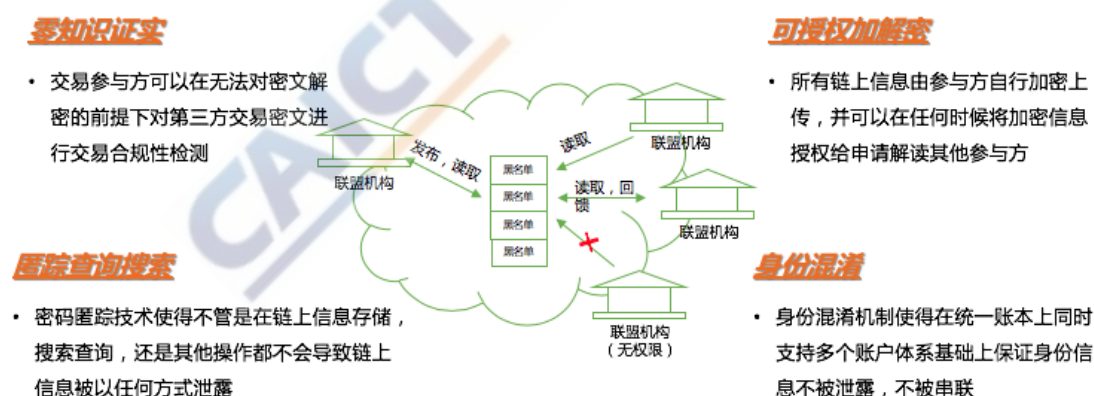 零知识证实
• 交易参与方可以在无法对密文解
密的前提下对第三方交易密文进
行交易合规性检测
可授权加解密
• 所有链上信息由参与方自行加密上
传，并可以在任何时候将加密信息
授权给申请解读其他参与方
CAICT
联盟机构
发布，读取
黑名单
黑名单
黑名单
黑名单
读取
联盟机构
读取，回
馈
联盟机构
联盟机构
（无权限）
匿踪查询搜索
• 密码匿踪技术使得不管是在链上信息存储，
搜索查询，还是其他操作都不会导致链上
信息被以任何方式泄露
身份混淆
• 身份混淆机制使得在统一账本上同时
支持多个账户体系基础上保证身份信
息不被泄露，不被串联